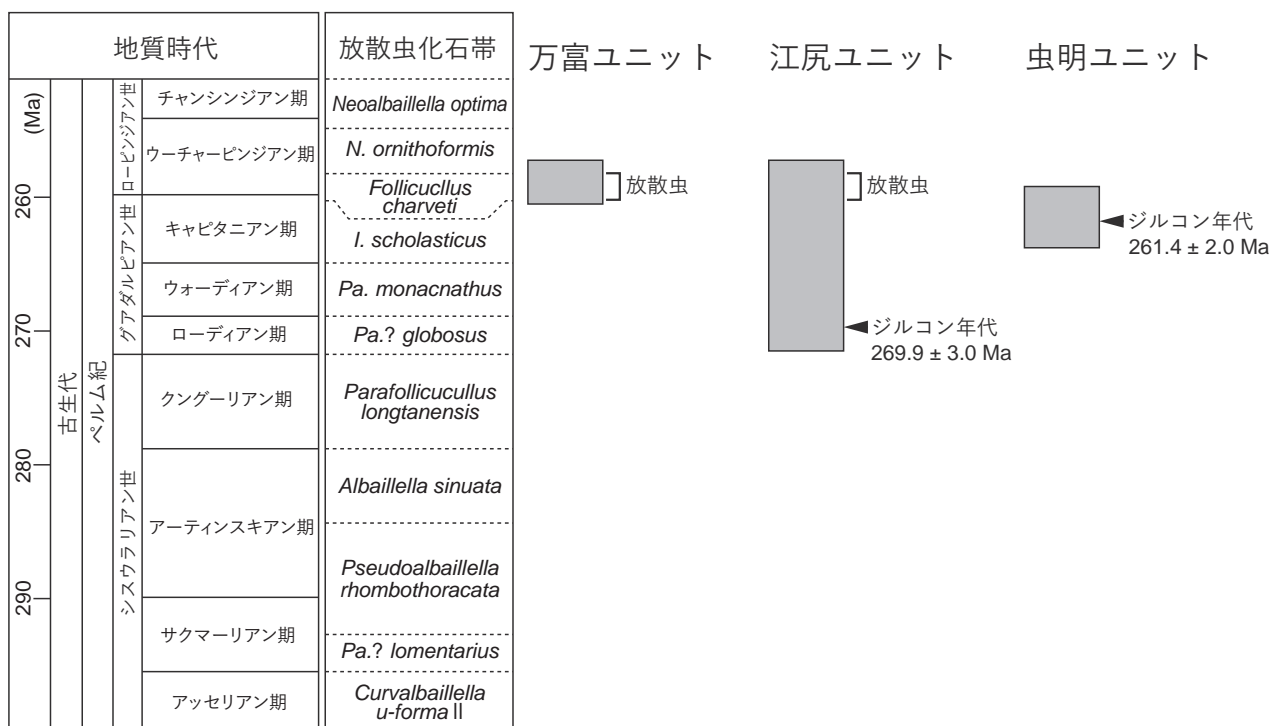 地質時代
放散虫化石帯
万富ユニット
江尻ユニット
虫明ユニット
(Ma)
260
270
280
290
古生代
ペルム紀
ローピンジアン世
グアダルピアン世
シスウラリアン世
チャンシンジアン期
ウーチャーピンジアン期
キャピタニアン期
ウォーディアン期
ローディアン期
クングーリアン期
アーティンスキアン期
サクマーリアン期
アッセリアン期
Neoalbaillella optima
N. ornithoformis
Follicucllus
charveti
I. scholasticus
Pa. monacnathus
Pa.? globosus
Parafollicucullus
longtanensis
Albaillella sinuata
Pseudoalbaillella
rhombothoracata
Pa.? lomentarius
Curvalbaillella
u-forma II
放散虫
放散虫
ジルコン年代
269.9 ± 3.0 Ma
ジルコン年代
261.4 ± 2.0 Ma